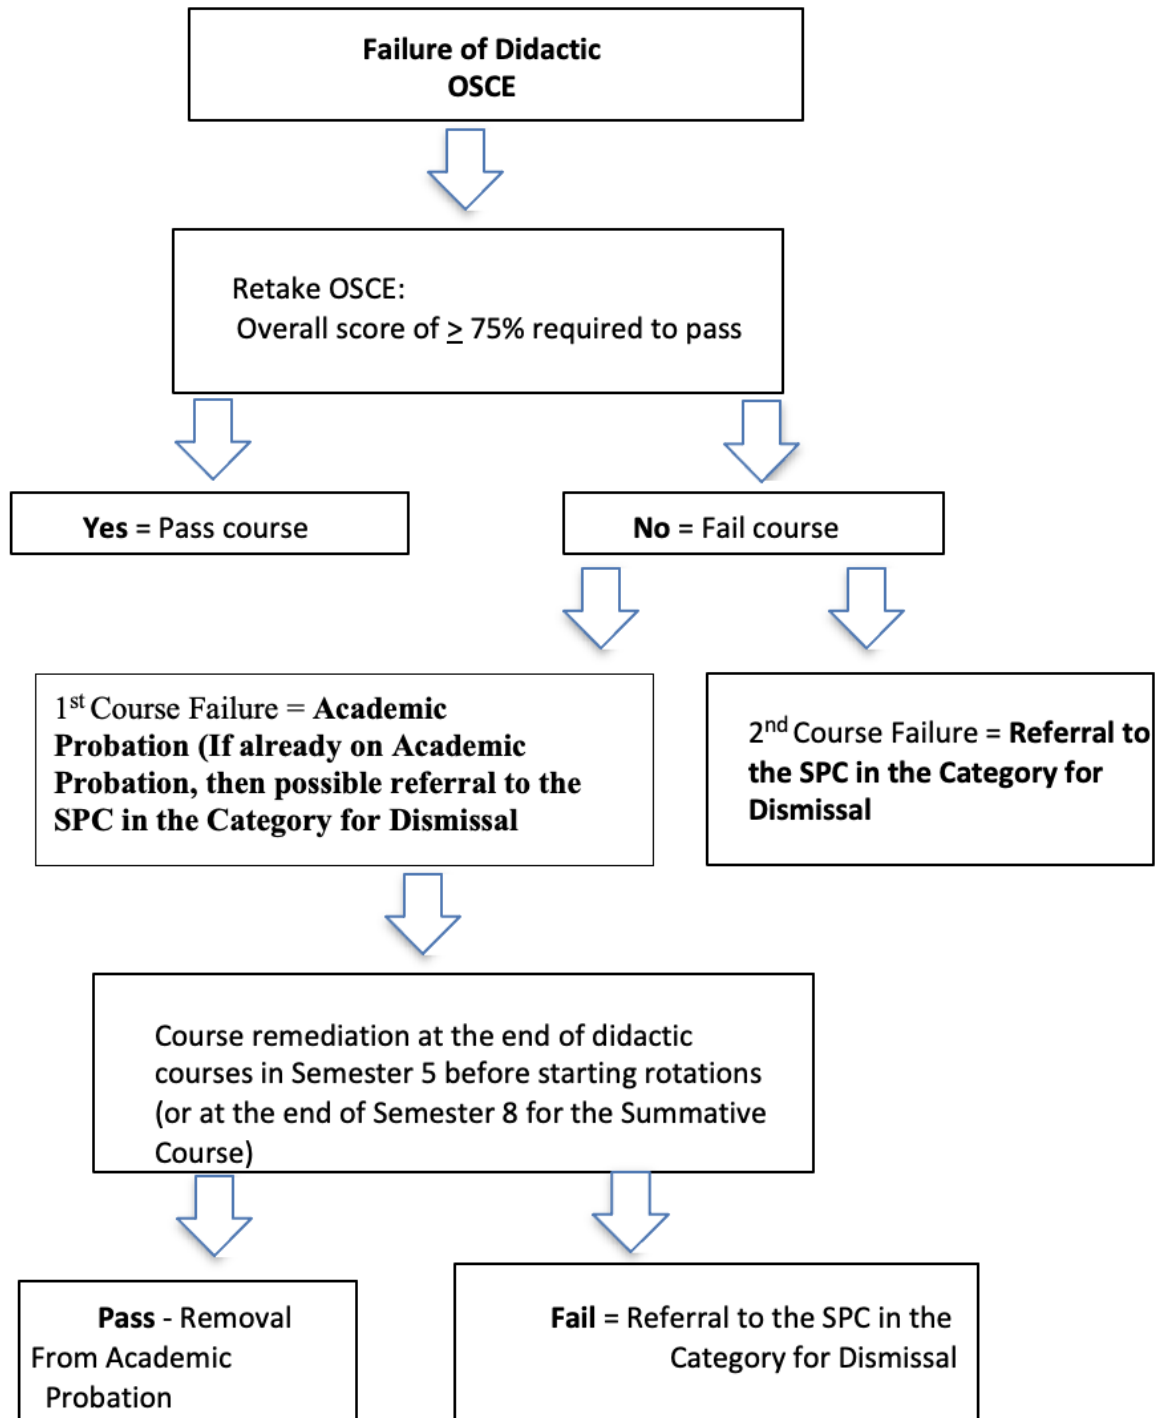 Failure of Didactic
OSCE
Retake OSCE:
Overall score of ≥ 75% required to pass
Yes = Pass course
No = Fail course
1st Course Failure = Academic
Probation (If already on Academic
Probation, then possible referral to the
SPC in the Category for Dismissal
2nd Course Failure = Referral to
the SPC in the Category for
Dismissal
Course remediation at the end of didactic
courses in Semester 5 before starting rotations
(or at the end of Semester 8 for the Summative
Course)
Pass - Removal
From Academic
Probation
Fail = Referral to the SPC in the
Category for Dismissal